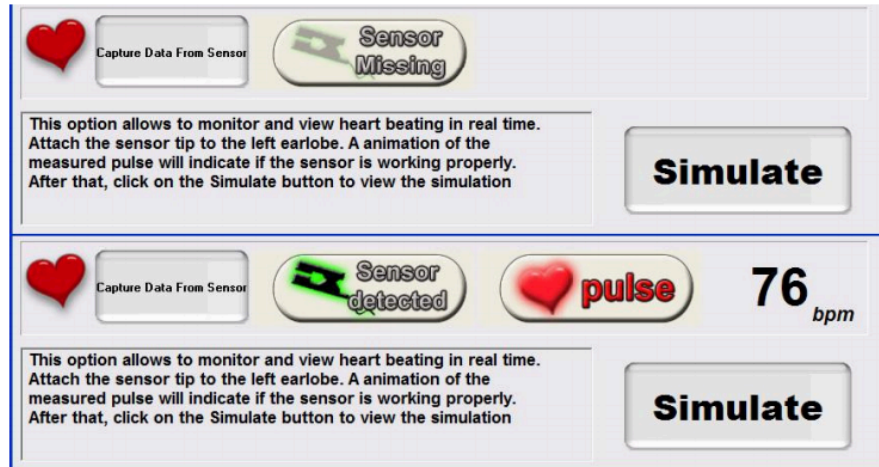 Capture Data From Sensor
Sensor
Missing
This option allows to monitor and view heart beating in real time.
Attach the sensor tip to the left earlobe. A animation of the
measured pulse will indicate if the sensor is working properly.
After that, click on the Simulate button to view the simulation
Simulate
Capture Data From Sensor
Sensor
detected
pulse
76
bpm
This option allows to monitor and view heart beating in real time.
Attach the sensor tip to the left earlobe. A animation of the
measured pulse will indicate if the sensor is working properly.
After that, click on the Simulate button to view the simulation
Simulate